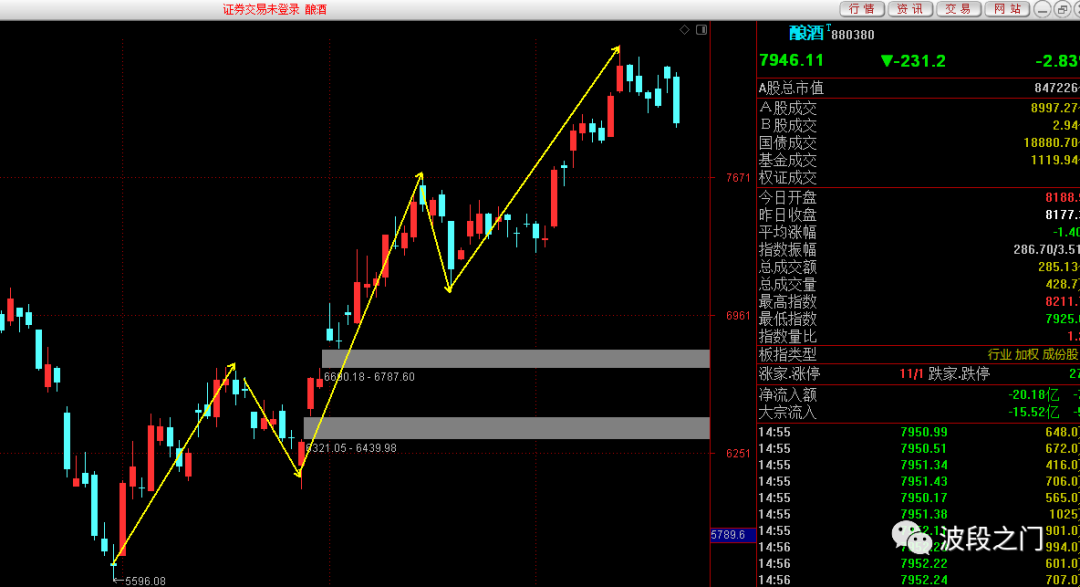 证券交易未登录 酿酒
行情 资讯 交易 网站
酿酒 T 880380
7946.11 ▼-231.2 -2.83
A股总市值 847226
A股成交 8997.27
B股成交 2.94
国债成交 18880.70
基金成交 1119.94
权证成交
今日开盘 8188.
昨日收盘 8177.
平均涨幅 -1.40
指数振幅 286.70/3.51
总成交额 285.13
总成交量 428.7
最高指数 8211.
最低指数 7925.
指数量比 1.
板指类型 行业 加权 成份股
涨家.涨停 11/1 跌家.跌停 27
净流入额 -20.18亿
大宗流入 -15.52亿
14:55 7950.99 648.0
14:55 7950.51 672.0
14:55 7951.34 416.0
14:55 7951.43 706.0
14:55 7950.17 565.0
14:55 7951.38 1025
14:55 901.0
14:56 994.0
14:56 7952.22 601.0
14:56 7952.24 707.0
7671
6961
6251
5789.6
6690.18 - 6787.60
6321.05 - 6439.98
←5596.08
波段之门